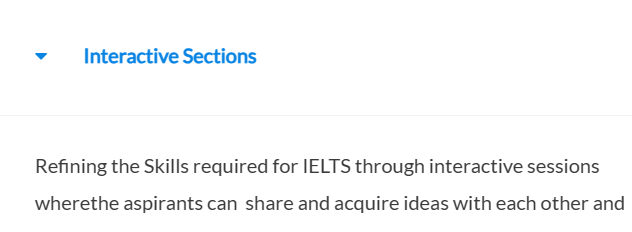 Interactive Sections
Refining the Skills required for IELTS through interactive sessions
wherethe aspirants can  share and acquire ideas with each other and